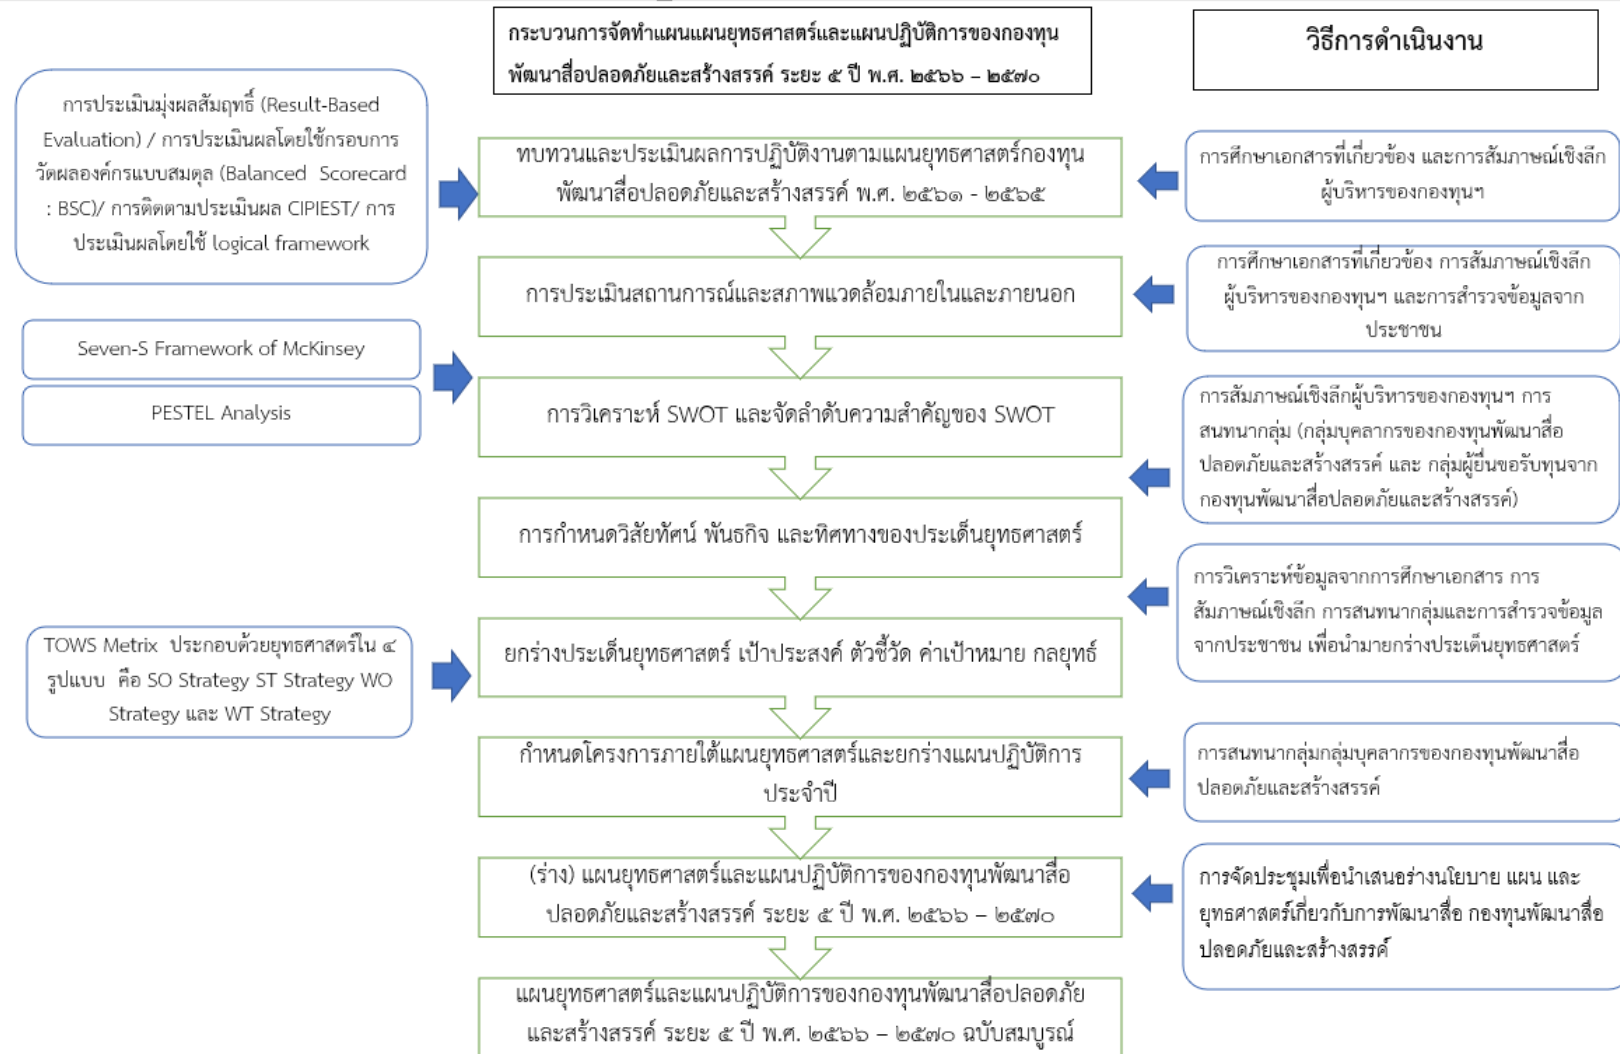 กระบวนการจัดทำแผนแผนยุทธศาสตร์และแผนปฏิบัติการของกองทุน
พัฒนาสื่อปลอดภัยและสร้างสรรค์ ระยะ ๕ ปี พ.ศ. ๒๕๖๖ – ๒๕๗๐
วิธีการดำเนินงาน
การประเมินมุ่งผลสัมฤทธิ์ (Result-Based
Evaluation) / การประเมินผลโดยใช้กรอบการ
วัดผลองค์กรแบบสมดุล (Balanced Scorecard
: BSC)/ การติดตามประเมินผล CIPIEST/ การ
ประเมินผลโดยใช้ logical framework
ทบทวนและประเมินผลการปฏิบัติงานตามแผนยุทธศาสตร์กองทุน
พัฒนาสื่อปลอดภัยและสร้างสรรค์ พ.ศ. ๒๕๖๑ - ๒๕๖๕
การศึกษาเอกสารที่เกี่ยวข้อง และการสัมภาษณ์เชิงลึก
ผู้บริหารของกองทุนฯ
การประเมินสถานการณ์และสภาพแวดล้อมภายในและภายนอก
การศึกษาเอกสารที่เกี่ยวข้อง การสัมภาษณ์เชิงลึก
ผู้บริหารของกองทุนฯ และการสำรวจข้อมูลจาก
ประชาชน
Seven-S Framework of McKinsey
PESTEL Analysis
การวิเคราะห์ SWOT และจัดลำดับความสำคัญของ SWOT
การสัมภาษณ์เชิงลึกผู้บริหารของกองทุนฯ การ
สนทนากลุ่ม (กลุ่มบุคลากรของกองทุนพัฒนาสื่อ
ปลอดภัยและสร้างสรรค์ และ กลุ่มผู้ยื่นขอรับทุนจาก
กองทุนพัฒนาสื่อปลอดภัยและสร้างสรรค์)
การกำหนดวิสัยทัศน์ พันธกิจ และทิศทางของประเด็นยุทธศาสตร์
การวิเคราะห์ข้อมูลจากการศึกษาเอกสาร การ
สัมภาษณ์เชิงลึก การสนทนากลุ่มและการสำรวจข้อมูล
จากประชาชน เพื่อนำมายกร่างประเด็นยุทธศาสตร์
TOWS Metrix ประกอบด้วยยุทธศาสตร์ใน ๔
รูปแบบ คือ SO Strategy ST Strategy WO
Strategy และ WT Strategy
ยกร่างประเด็นยุทธศาสตร์ เป้าประสงค์ ตัวชี้วัด ค่าเป้าหมาย กลยุทธ์
กำหนดโครงการภายใต้แผนยุทธศาสตร์และยกร่างแผนปฏิบัติการ
ประจำปี
การสนทนากลุ่มกลุ่มบุคลากรของกองทุนพัฒนาสื่อ
ปลอดภัยและสร้างสรรค์
(ร่าง) แผนยุทธศาสตร์และแผนปฏิบัติการของกองทุนพัฒนาสื่อ
ปลอดภัยและสร้างสรรค์ ระยะ ๕ ปี พ.ศ. ๒๕๖๖ – ๒๕๗๐
การจัดประชุมเพื่อนำเสนอร่างนโยบาย แผน และ
ยุทธศาสตร์เกี่ยวกับการพัฒนาสื่อ กองทุนพัฒนาสื่อ
ปลอดภัยและสร้างสรรค์
แผนยุทธศาสตร์และแผนปฏิบัติการของกองทุนพัฒนาสื่อปลอดภัย
และสร้างสรรค์ ระยะ ๕ ปี พ.ศ. ๒๕๖๖ – ๒๕๗๐ ฉบับสมบูรณ์